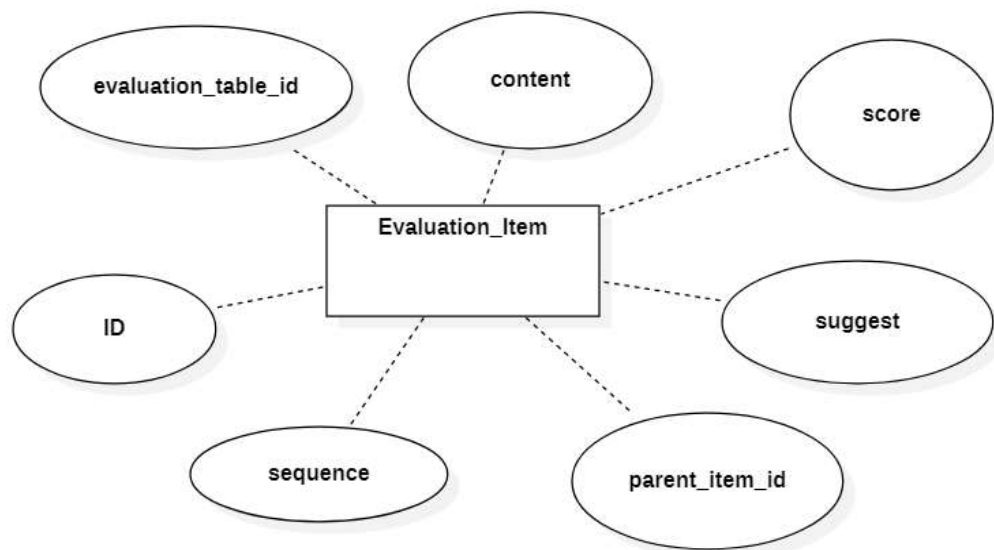 content
evaluation_table_id
score
Evaluation_Item
ID
suggest
sequence
parent_item_id